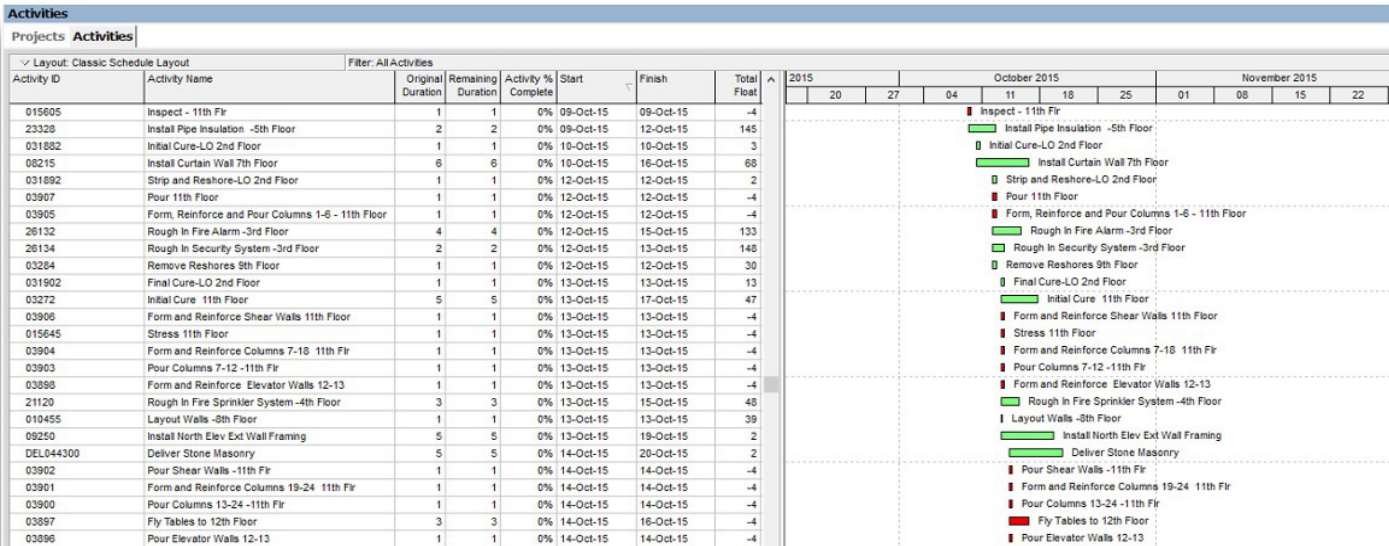 Activities
Projects Activities
Layout: Classic Schedule Layout Filter: All Activities
Activity ID Activity Name Original Duration Remaining Duration Activity % Complete Start Finish Total Float
2015 October 2015 November 2015
20 27 04 11 18 25 01 08 15 22
015605 Inspect - 11th Flr 1 1 0% 09-Oct-15 09-Oct-15 -4 Inspect - 11th Flr
23328 Install Pipe Insulation -5th Floor 2 2 0% 09-Oct-15 12-Oct-15 145 Install Pipe Insulation -5th Floor
031882 Initial Cure-LO 2nd Floor 1 1 0% 10-Oct-15 10-Oct-15 3 Initial Cure-LO 2nd Floor
08215 Install Curtain Wall 7th Floor 6 6 0% 10-Oct-15 16-Oct-15 68 Install Curtain Wall 7th Floor
031892 Strip and Reshore-LO 2nd Floor 1 1 0% 12-Oct-15 12-Oct-15 2 Strip and Reshore-LO 2nd Floor
03907 Pour 11th Floor 1 1 0% 12-Oct-15 12-Oct-15 -4 Pour 11th Floor
03905 Form, Reinforce and Pour Columns 1-6 - 11th Floor 1 1 0% 12-Oct-15 12-Oct-15 -4 Form, Reinforce and Pour Columns 1-6 - 11th Floor
26132 Rough In Fire Alarm -3rd Floor 4 4 0% 12-Oct-15 15-Oct-15 133 Rough In Fire Alarm -3rd Floor
26134 Rough In Security System -3rd Floor 2 2 0% 12-Oct-15 13-Oct-15 148 Rough In Security System -3rd Floor
03284 Remove Reshores 9th Floor 1 1 0% 12-Oct-15 12-Oct-15 30 Remove Reshores 9th Floor
031902 Final Cure-LO 2nd Floor 1 1 0% 13-Oct-15 13-Oct-15 13 Final Cure-LO 2nd Floor
03272 Initial Cure 11th Floor 5 5 0% 13-Oct-15 17-Oct-15 47 Initial Cure 11th Floor
03906 Form and Reinforce Shear Walls 11th Floor 1 1 0% 13-Oct-15 13-Oct-15 -4 Form and Reinforce Shear Walls 11th Floor
015645 Stress 11th Floor 1 1 0% 13-Oct-15 13-Oct-15 -4 Stress 11th Floor
03904 Form and Reinforce Columns 7-18 11th Flr 1 1 0% 13-Oct-15 13-Oct-15 -4 Form and Reinforce Columns 7-18 11th Flr
03903 Pour Columns 7-12 -11th Flr 1 1 0% 13-Oct-15 13-Oct-15 -4 Pour Columns 7-12 -11th Flr
03898 Form and Reinforce Elevator Walls 12-13 1 1 0% 13-Oct-15 13-Oct-15 -4 Form and Reinforce Elevator Walls 12-13
21120 Rough In Fire Sprinkler System -4th Floor 3 3 0% 13-Oct-15 15-Oct-15 48 Rough In Fire Sprinkler System -4th Floor
010455 Layout Walls -8th Floor 1 1 0% 13-Oct-15 13-Oct-15 39 Layout Walls -8th Floor
09250 Install North Elev Ext Wall Framing 5 5 0% 13-Oct-15 19-Oct-15 2 Install North Elev Ext Wall Framing
DEL044300 Deliver Stone Masonry 5 5 0% 14-Oct-15 20-Oct-15 2 Deliver Stone Masonry
03902 Pour Shear Walls -11th Flr 1 1 0% 14-Oct-15 14-Oct-15 -4 Pour Shear Walls -11th Flr
03901 Form and Reinforce Columns 19-24 11th Flr 1 1 0% 14-Oct-15 14-Oct-15 -4 Form and Reinforce Columns 19-24 11th Flr
03900 Pour Columns 13-24 -11th Flr 1 1 0% 14-Oct-15 14-Oct-15 -4 Pour Columns 13-24 -11th Flr
03897 Fly Tables to 12th Floor 3 3 0% 14-Oct-15 16-Oct-15 -4 Fly Tables to 12th Floor
03896 Pour Elevator Walls 12-13 1 1 0% 14-Oct-15 14-Oct-15 -4 Pour Elevator Walls 12-13